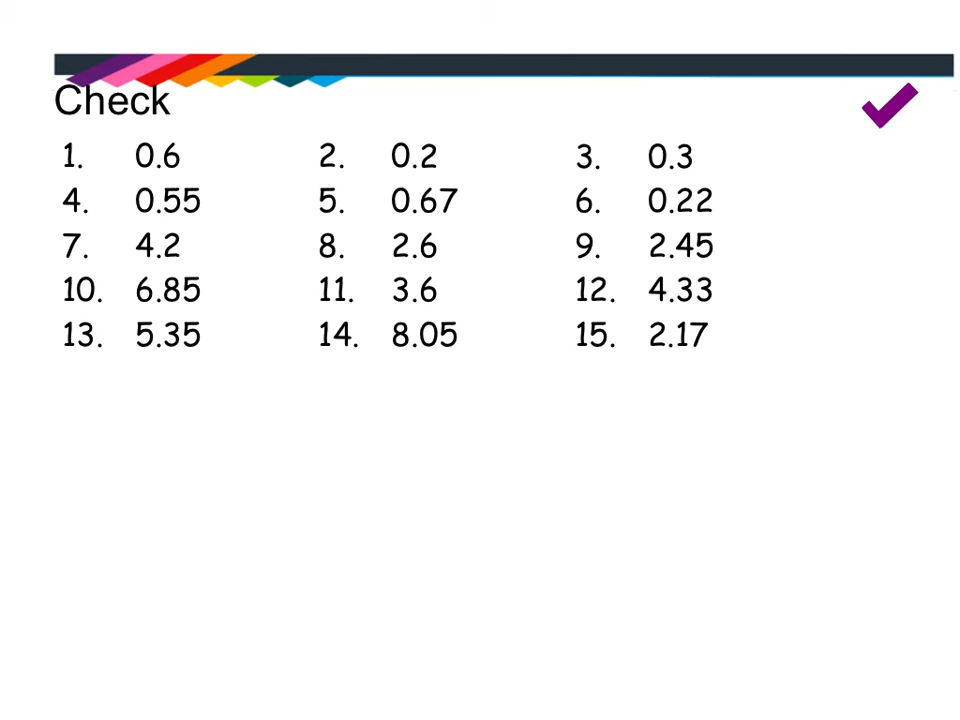 Check
1. 0.6 2. 0.2 3. 0.3
4. 0.55 5. 0.67 6. 0.22
7. 4.2 8. 2.6 9. 2.45
10. 6.85 11. 3.6 12. 4.33
13. 5.35 14. 8.05 15. 2.17